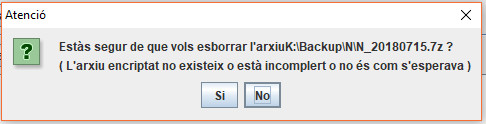 Atenció
Estàs segur de que vols esborrar l'arxiuK:\Backup\N\N_20180715.7z ?
( L'arxiu encriptat no existeix o està incomplert o no és com s'esperava )
Si
No